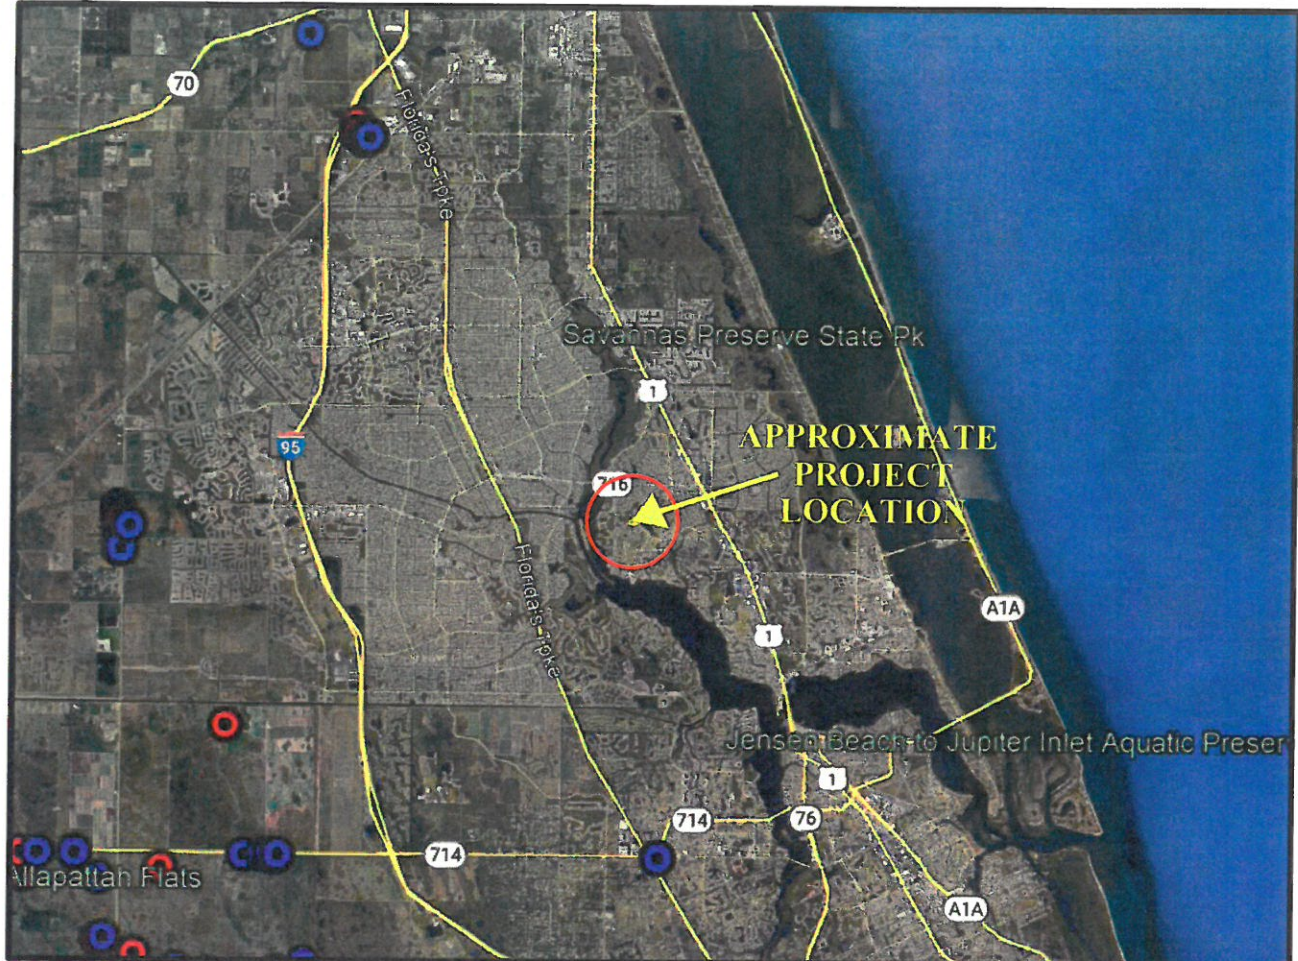 70
Florida's Tpke
Savannas Preserve State Pk
1
95
APPROXIMATE
PROJECT
LOCATION
716
Florida's Tpke
A1A
1
Jensen Beach to Jupiter Inlet Aquatic Preser
1
714
76
714
Allapattah Flats
A1A